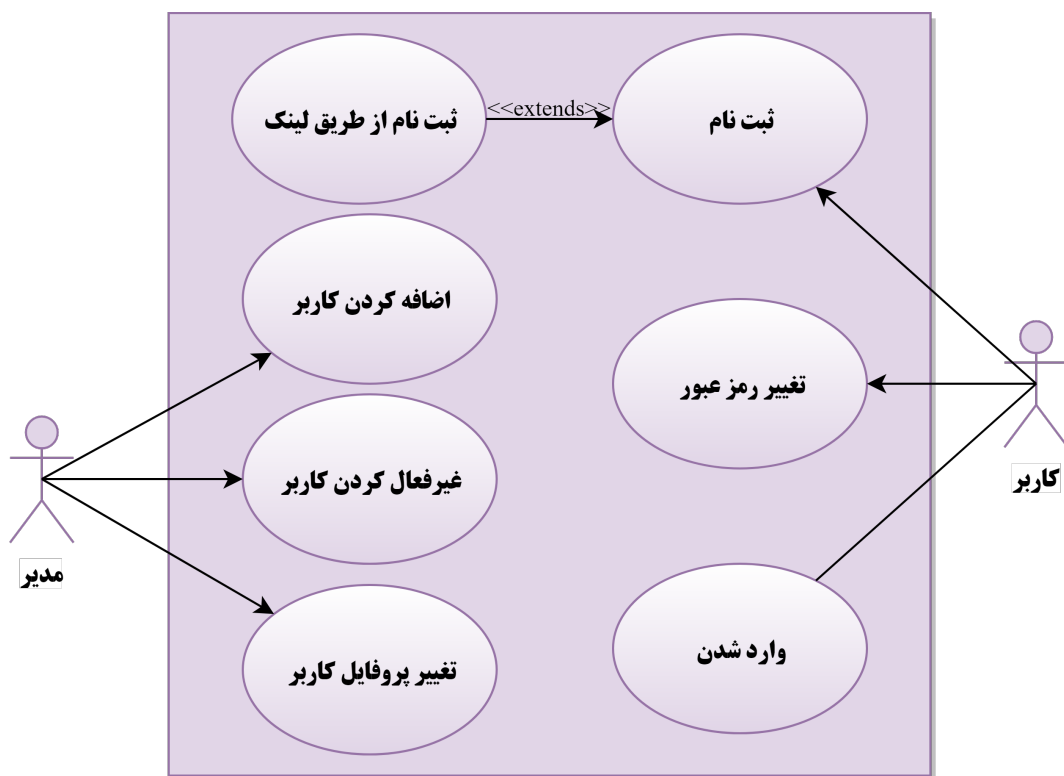 ثبت نام
<<extends>>
ثبت نام از طریق لینک
اضافه کردن کاربر
تغییر رمز عبور
کاربر
غیرفعال کردن کاربر
مدیر
وارد شدن
تغییر پروفایل کاربر